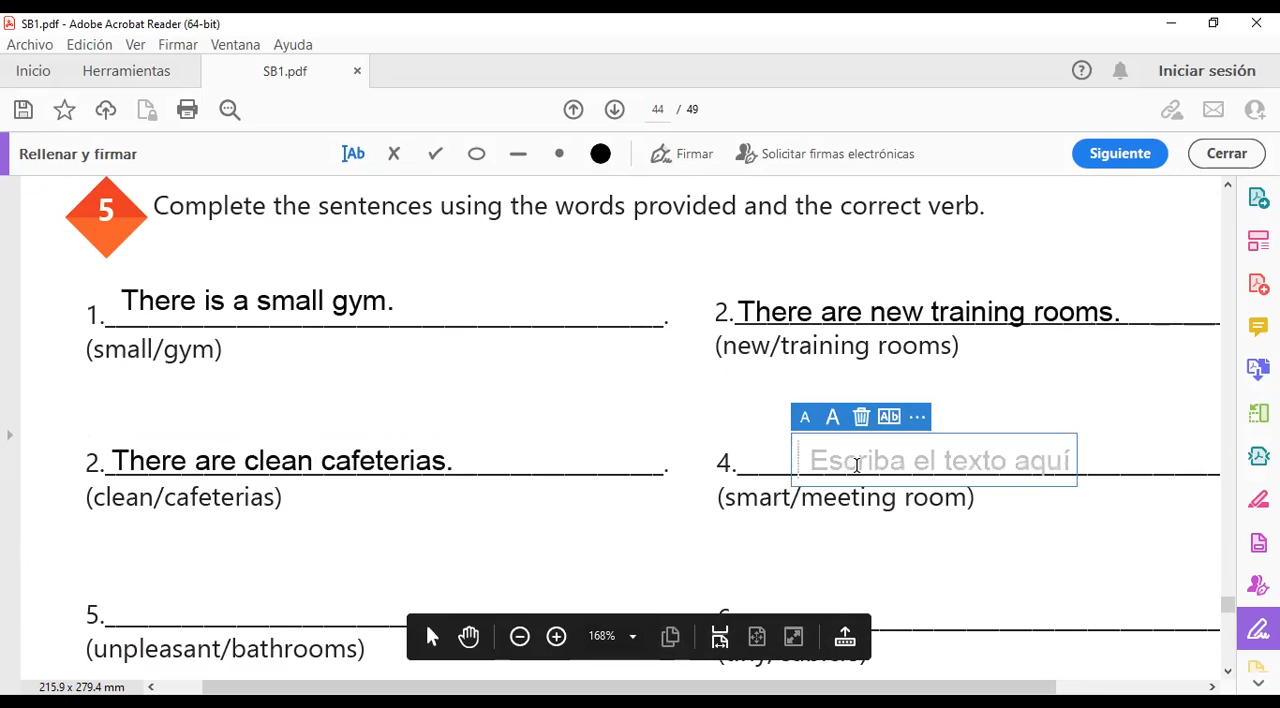 SB1.pdf - Adobe Acrobat Reader (64-bit)
Archivo Edición Ver Firmar Ventana Ayuda
Inicio Herramientas SB1.pdf × Iniciar sesión
44 / 49
Rellenar y firmar Ab Firmar Solicitar firmas electrónicas Siguiente Cerrar
5 Complete the sentences using the words provided and the correct verb.
1. There is a small gym. .
(small/gym)
2. There are new training rooms.
(new/training rooms)
A A Ab ...
2. There are clean cafeterias. .
(clean/cafeterias)
4. Escriba el texto aquí
(smart/meeting room)
5.
(unpleasant/bathrooms)
168%
215.9 x 279.4 mm